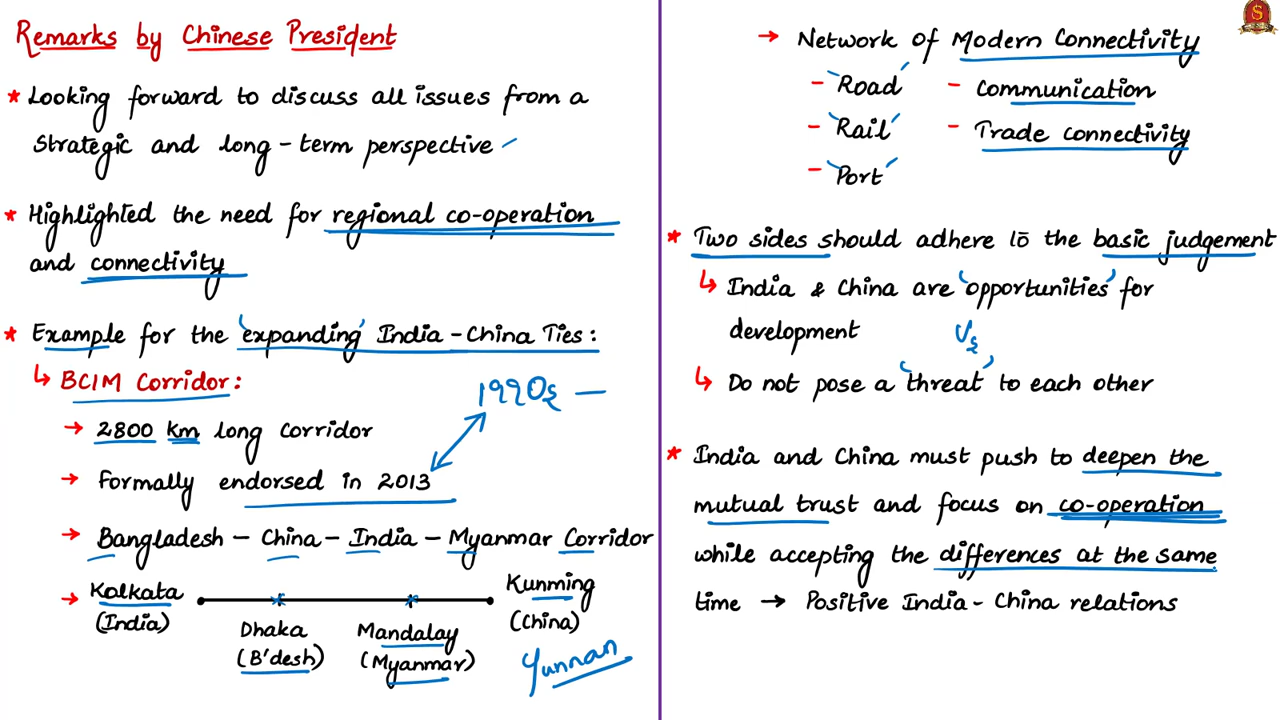 Remarks by Chinese President
* Looking forward to discuss all issues from a
strategic and long-term perspective
* Highlighted the need for regional co-operation
and connectivity
* Example for the 'expanding' India-China Ties:
↳ BCIM Corridor:
1990s —
→ 2800 km long corridor
→ Formally endorsed in 2013
→ Bangladesh - China - India - Myanmar Corridor
→ Kolkata
(India)
Dhaka
(B'desh)
Mandalay
(Myanmar)
Kunming
(China)
Yunnan
→ Network of Modern Connectivity
- 'Road'
- 'Rail'
- 'Port'
- Communication
- Trade connectivity
* Two sides should adhere to the basic judgement
↳ India & China are 'opportunities' for
development
↳ Do not pose a 'threat' to each other
* India and China must push to deepen the
mutual trust and focus on co-operation
while accepting the differences at the same
time → Positive India-China relations
S